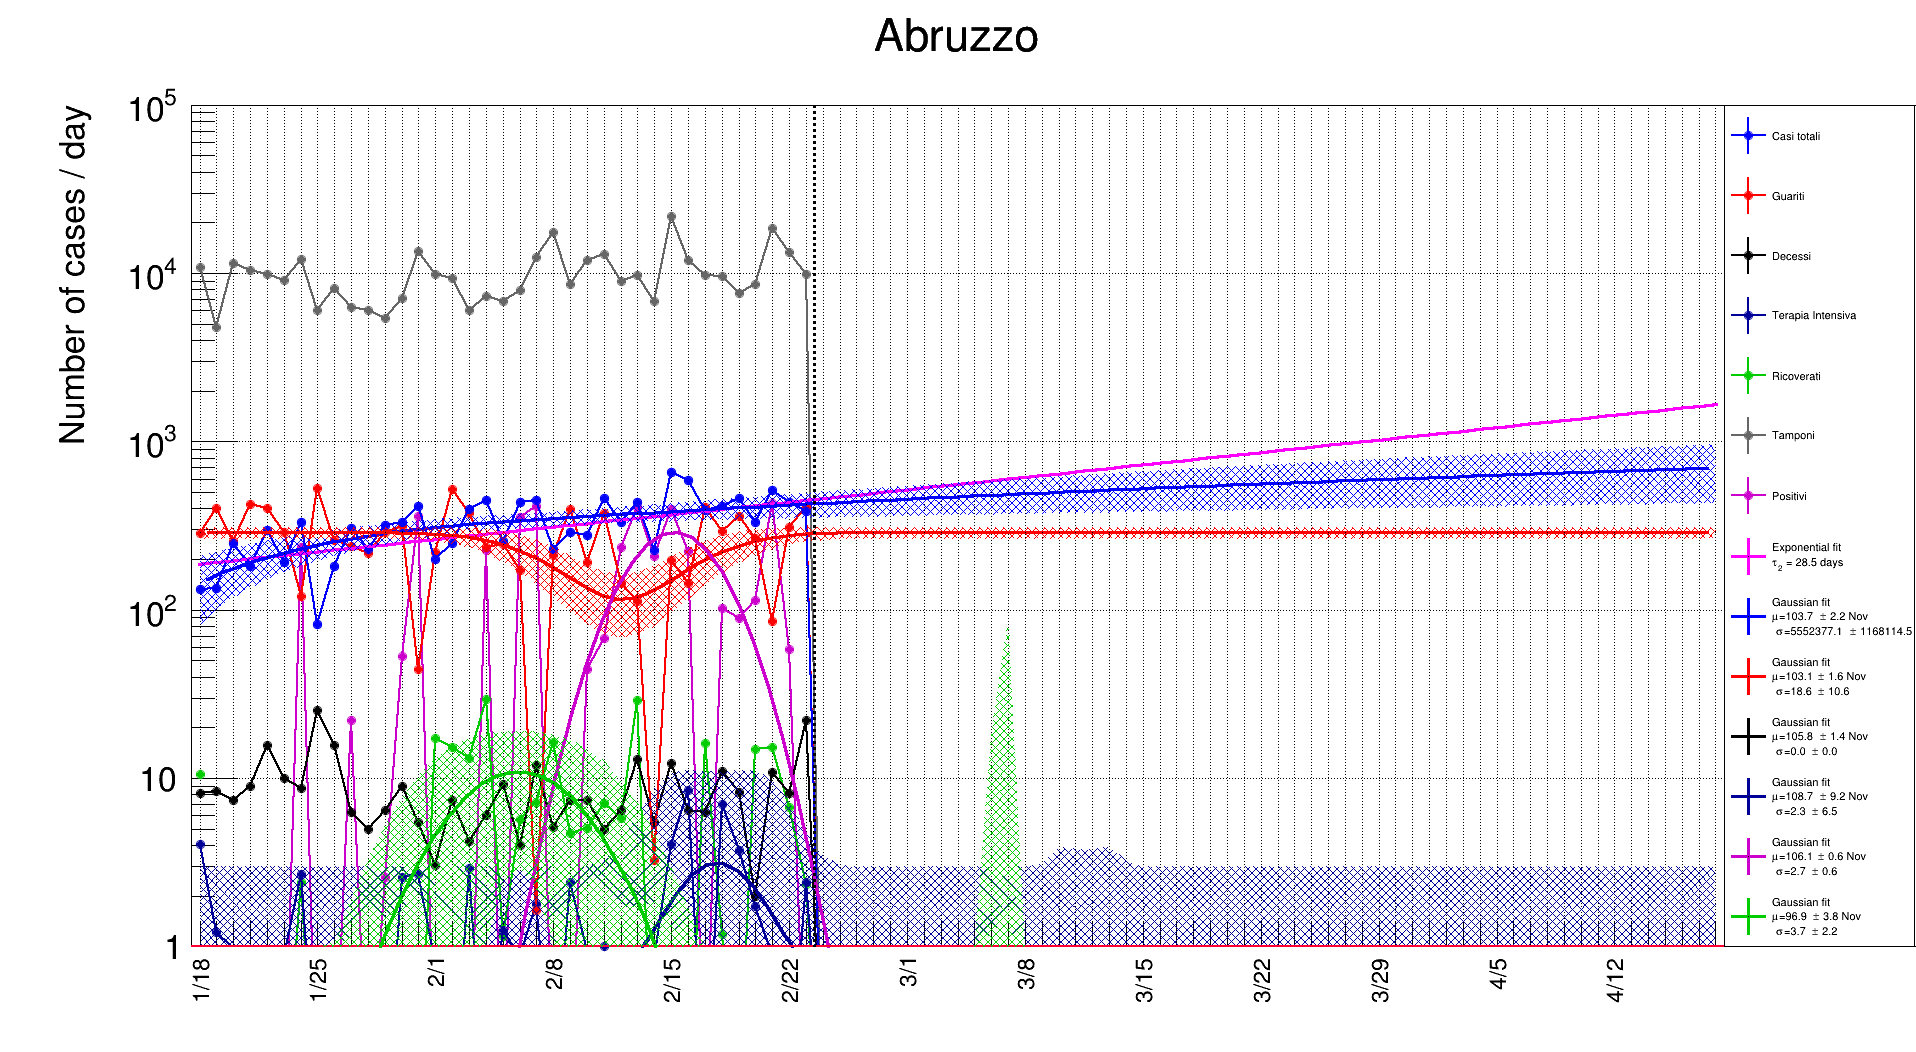 Abruzzo
Number of cases / day
10^5
10^4
10^3
10^2
10
1
1/18
1/25
2/1
2/8
2/15
2/22
3/1
3/8
3/15
3/22
3/29
4/5
4/12
Casi totali
Guariti
Decessi
Terapia Intensiva
Ricoverati
Tamponi
Positivi
Exponential fit
τ_2 = 28.5 days
Gaussian fit
μ=103.7 ± 2.2 Nov
σ=5552377.1 ± 1168114.5
Gaussian fit
μ=103.1 ± 1.6 Nov
σ=18.6 ± 10.6
Gaussian fit
μ=105.8 ± 1.4 Nov
σ=0.0 ± 0.0
Gaussian fit
μ=108.7 ± 9.2 Nov
σ=2.3 ± 6.5
Gaussian fit
μ=106.1 ± 0.6 Nov
σ=2.7 ± 0.6
Gaussian fit
μ=96.9 ± 3.8 Nov
σ=3.7 ± 2.2